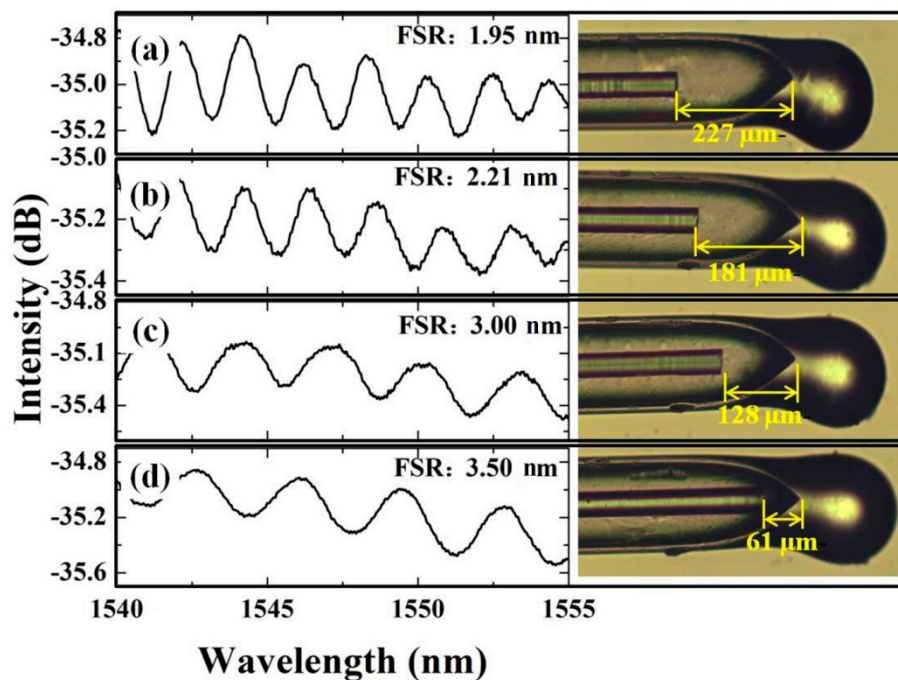 Intensity (dB)
-34.8
-35.0
-35.2
-35.0
(a)
FSR: 1.95 nm
227 μm
-35.2
-35.4
-34.8
(b)
FSR: 2.21 nm
181 μm
-35.1
-35.4
(c)
FSR: 3.00 nm
128 μm
-34.8
-35.2
-35.6
(d)
FSR: 3.50 nm
61 μm
1540 1545 1550 1555
Wavelength (nm)